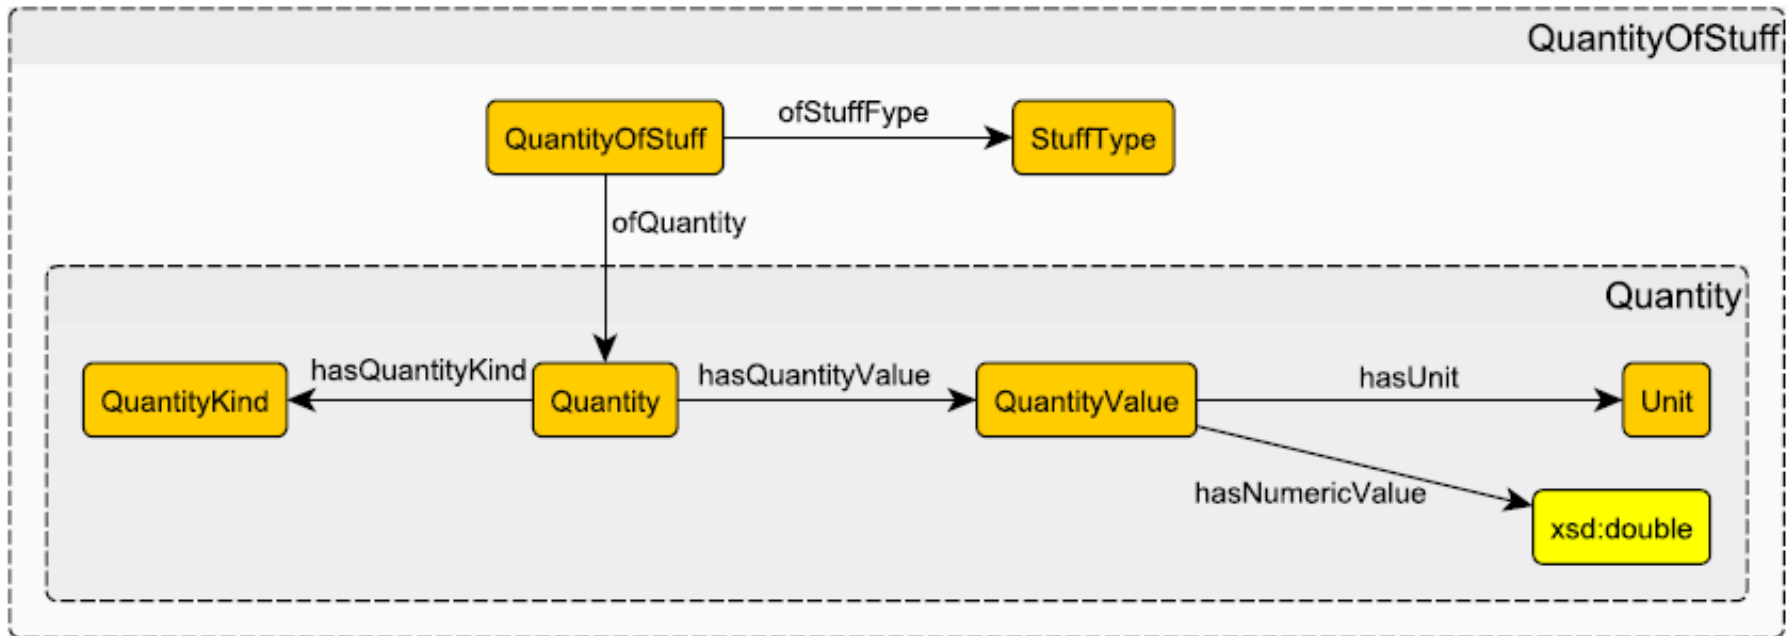 QuantityOfStuff
QuantityOfStuff
ofStuffFype
StuffType
ofQuantity
Quantity
QuantityKind
hasQuantityKind
Quantity
hasQuantityValue
QuantityValue
hasUnit
Unit
hasNumericValue
xsd:double